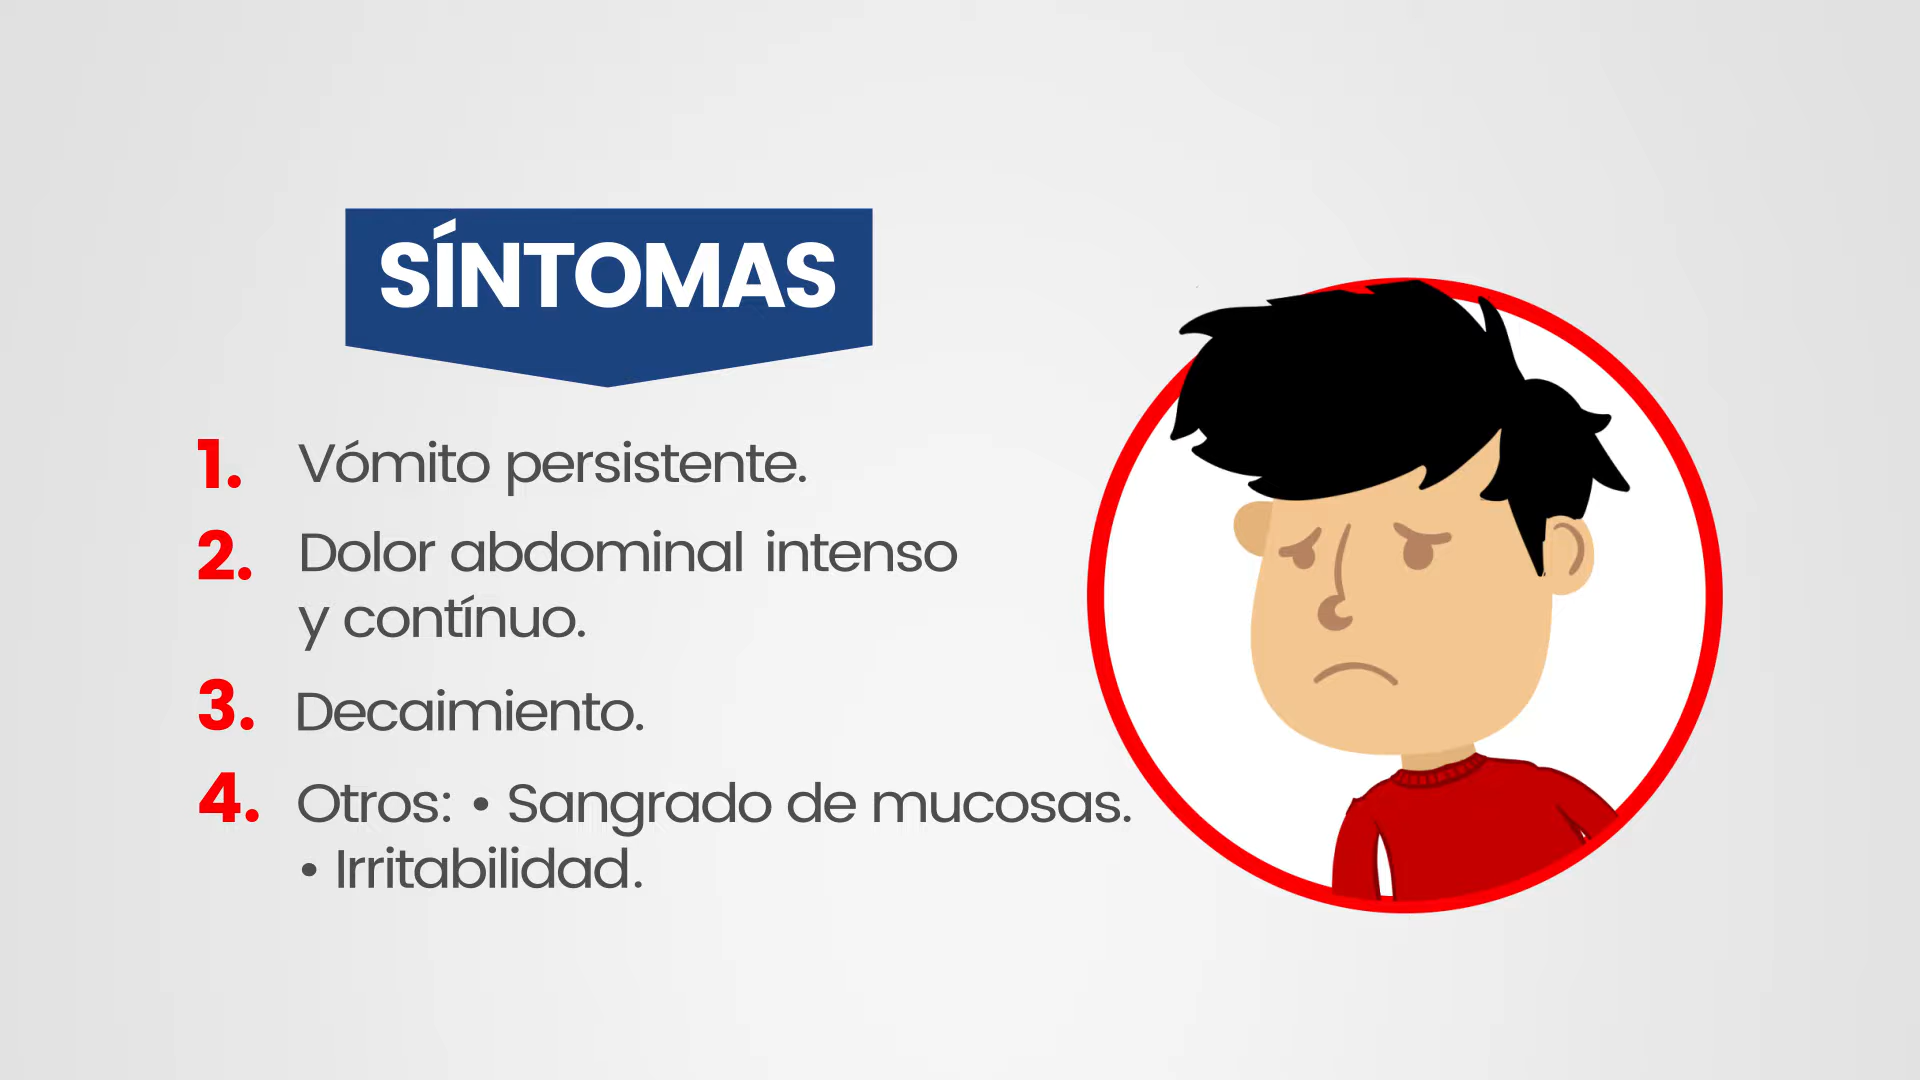 SÍNTOMAS
1. Vómito persistente.
2. Dolor abdominal intenso
y contínuo.
3. Decaimiento.
4. Otros: • Sangrado de mucosas.
• Irritabilidad.